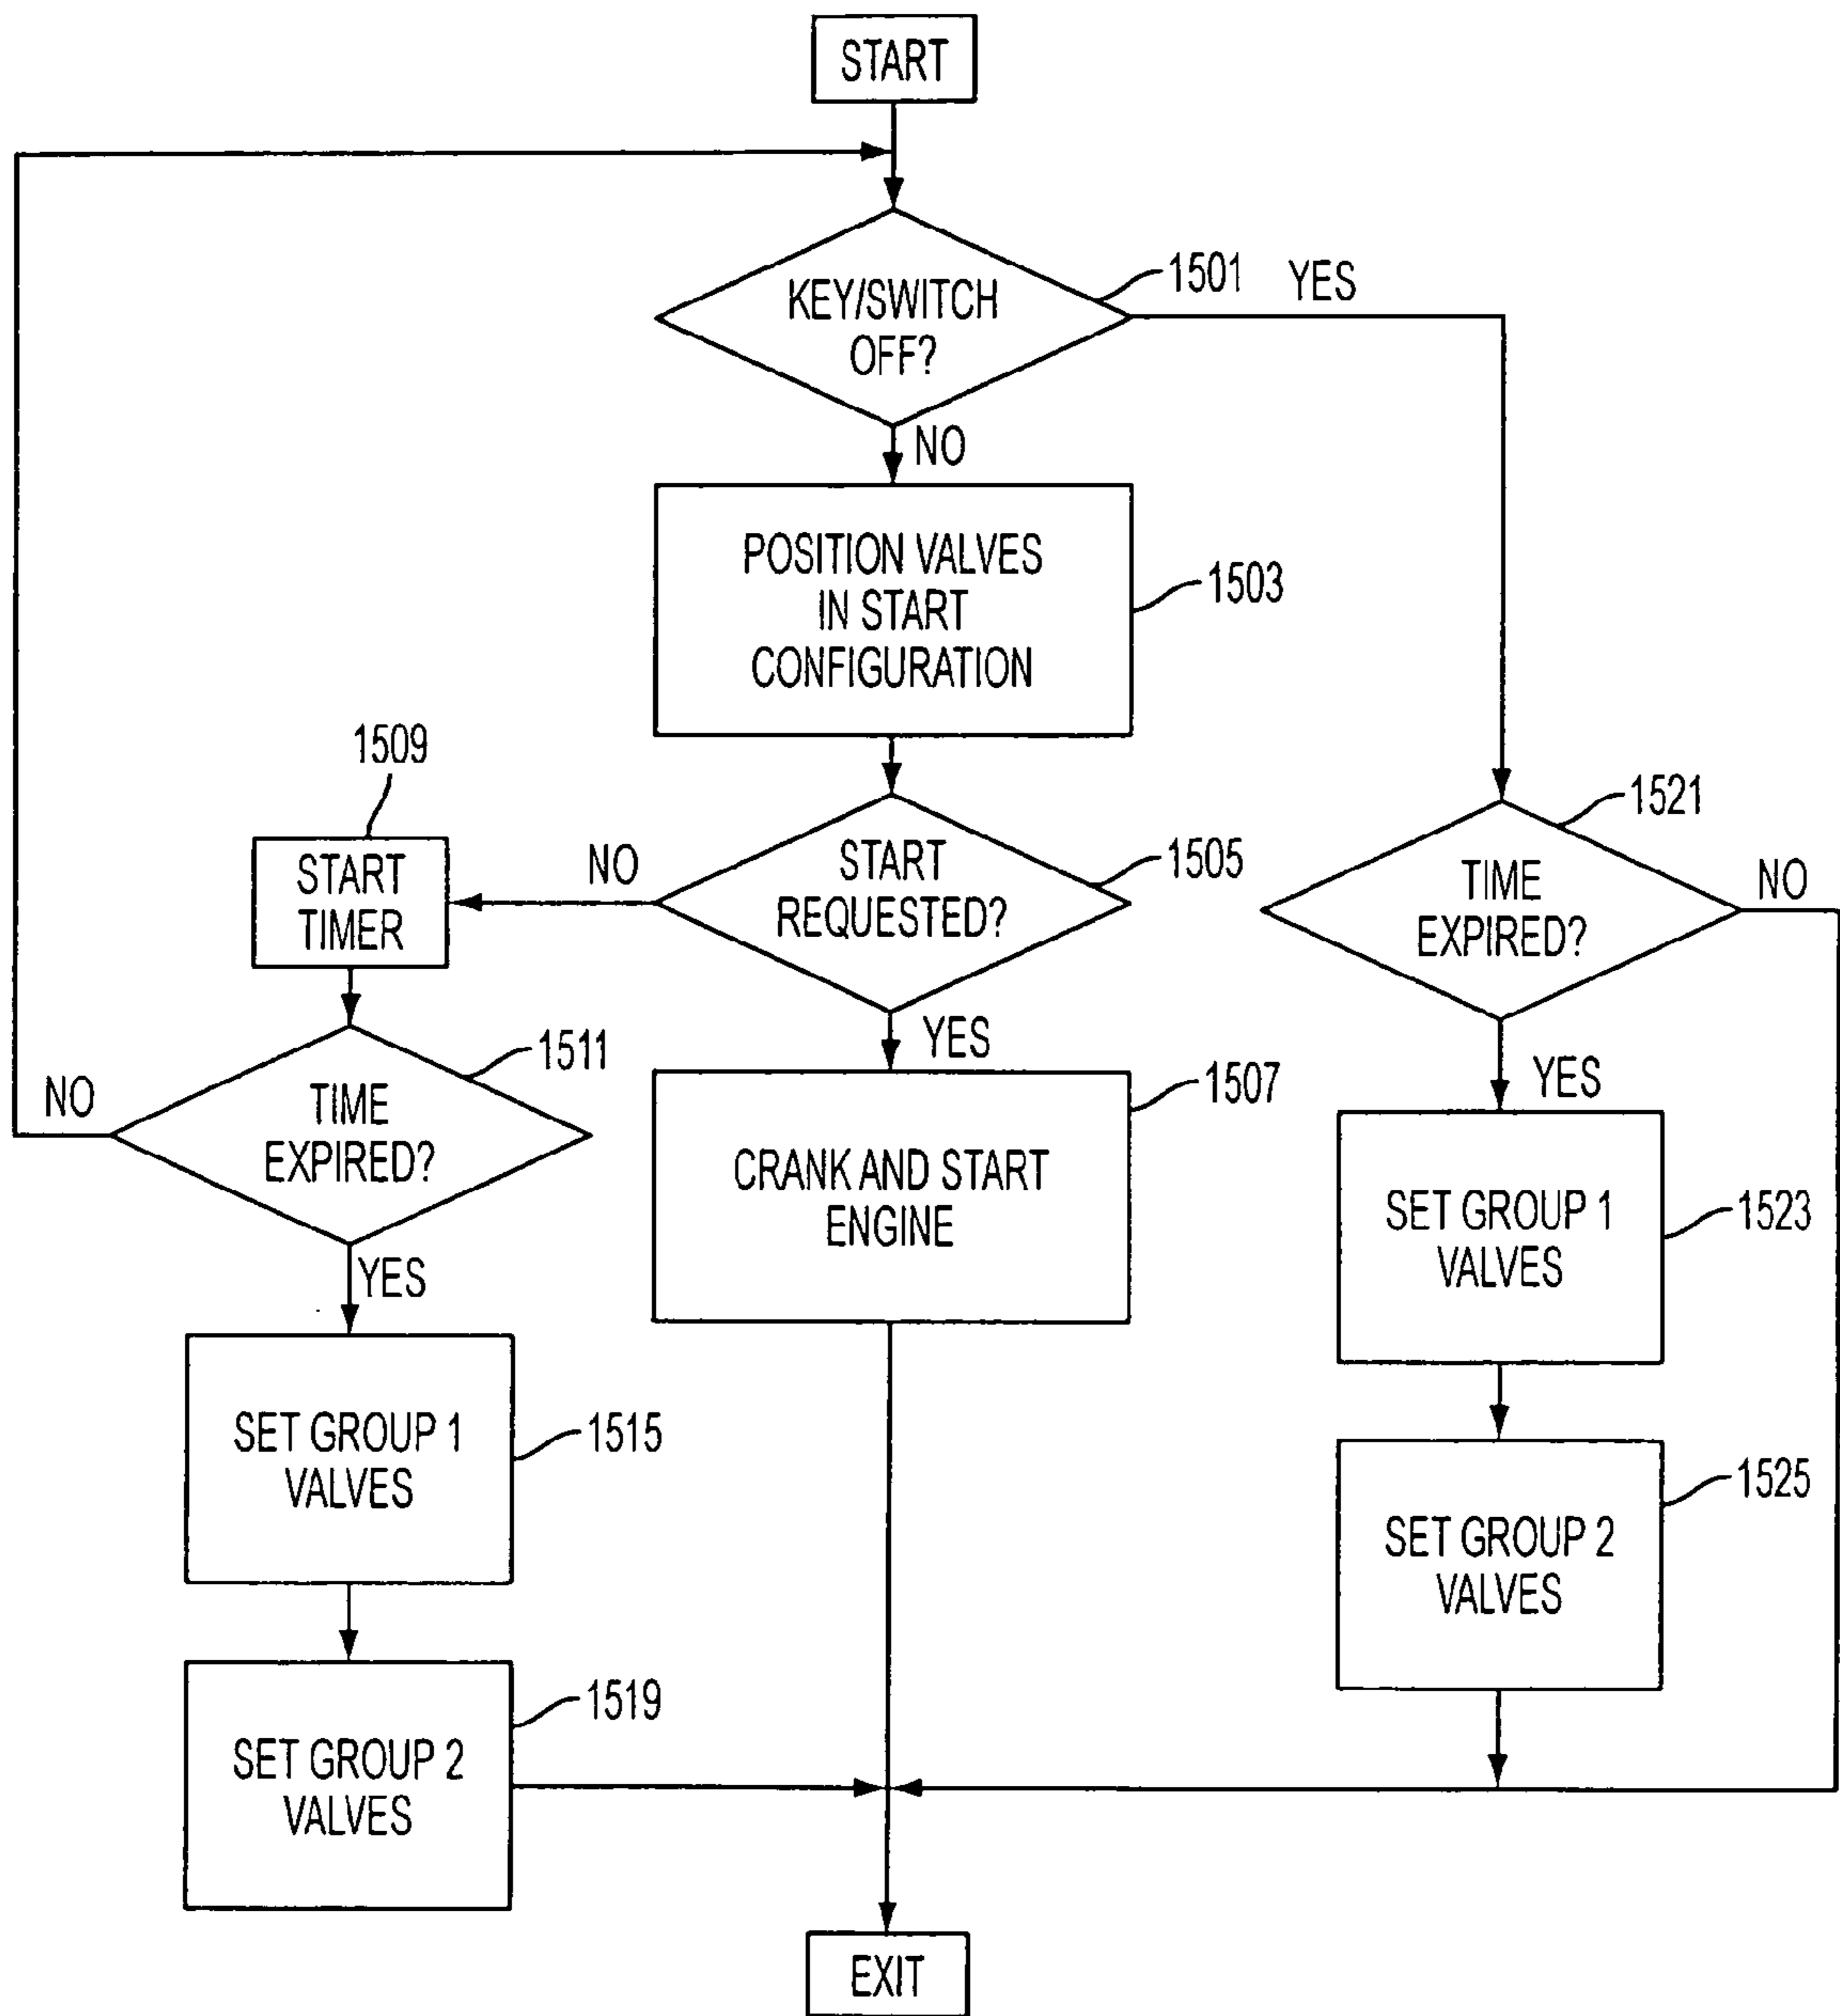 START
KEY/SWITCH
OFF?
1501
YES
NO
POSITION VALVES
IN START
CONFIGURATION
1503
1509
START
TIMER
NO
START
REQUESTED?
1505
1521
TIME
EXPIRED?
NO
YES
1511
TIME
EXPIRED?
NO
YES
CRANK AND START
ENGINE
1507
YES
SET GROUP 1
VALVES
1523
SET GROUP 1
VALVES
1515
SET GROUP 2
VALVES
1525
SET GROUP 2
VALVES
1519
EXIT